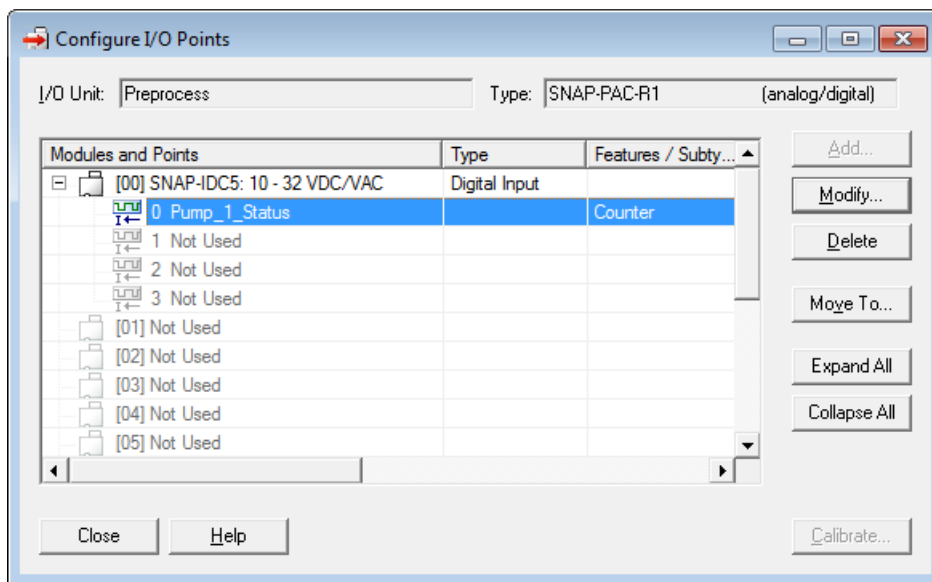 Configure I/O Points
I/O Unit: Preprocess Type: SNAP-PAC-R1 (analog/digital)
Modules and Points Type Features / Subty...
Add...
[00] SNAP-IDC5: 10 - 32 VDC/VAC Digital Input
Modify...
0 Pump_1_Status Counter
1 Not Used
Delete
2 Not Used
3 Not Used
Move To...
[01] Not Used
[02] Not Used
Expand All
[03] Not Used
[04] Not Used
Collapse All
[05] Not Used
Close Help Calibrate...